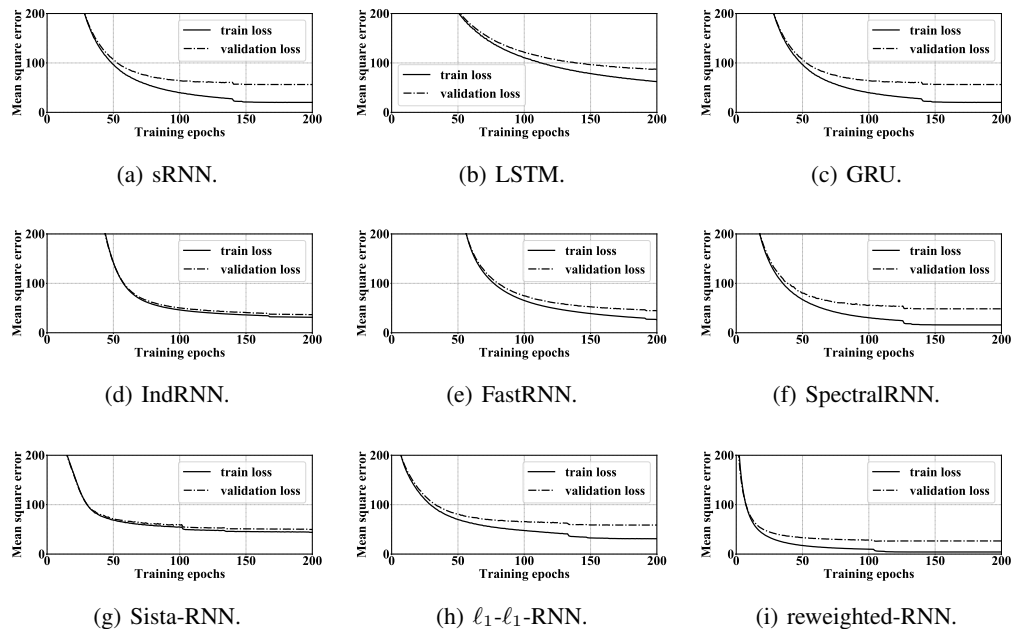 Mean square error
200
100
0
train loss
validation loss
0 50 100 150 200
Training epochs
(a) sRNN.
Mean square error
200
100
0
train loss
validation loss
0 50 100 150 200
Training epochs
(b) LSTM.
Mean square error
200
100
0
train loss
validation loss
0 50 100 150 200
Training epochs
(c) GRU.
Mean square error
200
100
0
train loss
validation loss
0 50 100 150 200
Training epochs
(d) IndRNN.
Mean square error
200
100
0
train loss
validation loss
0 50 100 150 200
Training epochs
(e) FastRNN.
Mean square error
200
100
0
train loss
validation loss
0 50 100 150 200
Training epochs
(f) SpectralRNN.
Mean square error
200
100
0
train loss
validation loss
0 50 100 150 200
Training epochs
(g) Sista-RNN.
Mean square error
200
100
0
train loss
validation loss
0 50 100 150 200
Training epochs
(h) ℓ₁-ℓ₁-RNN.
Mean square error
200
100
0
train loss
validation loss
0 50 100 150 200
Training epochs
(i) reweighted-RNN.